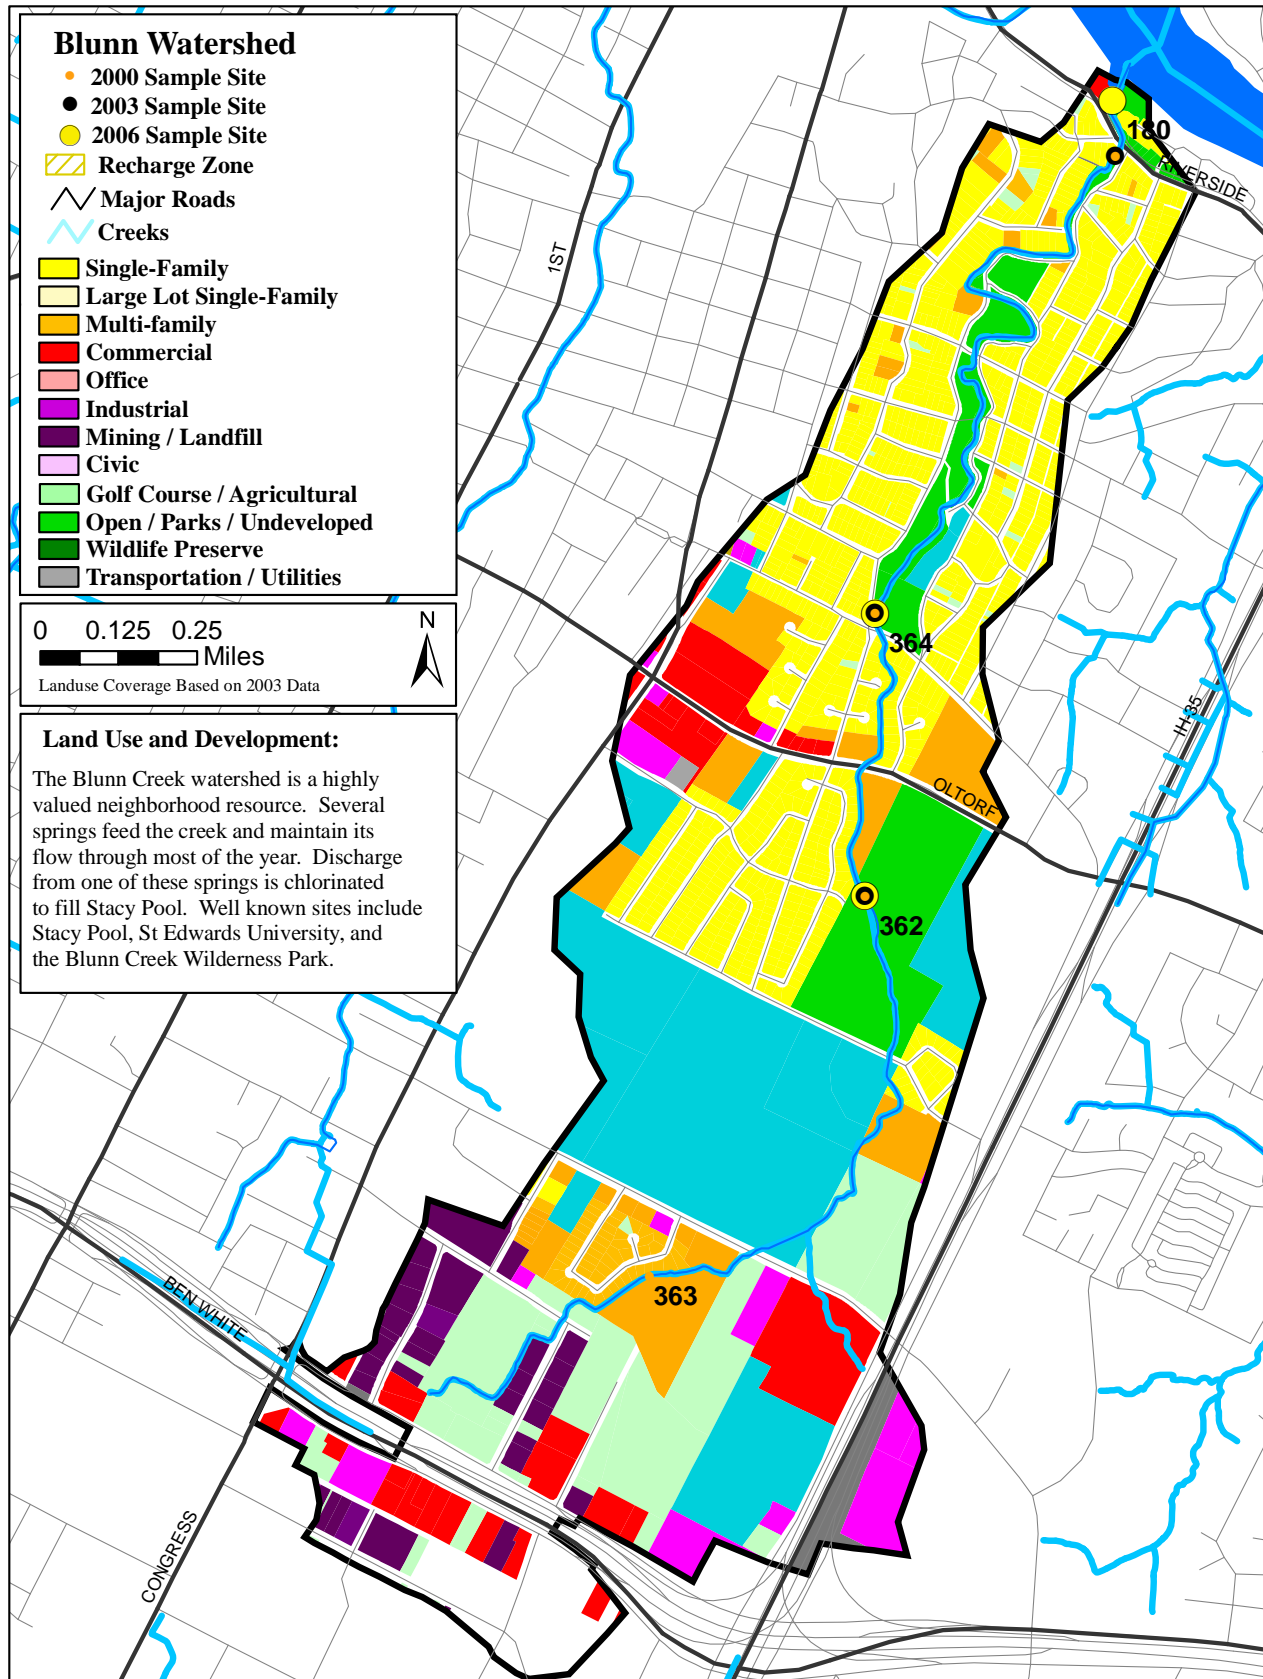 Blunn Watershed
2000 Sample Site
2003 Sample Site
2006 Sample Site
Recharge Zone
Major Roads
Creeks
Single-Family
Large Lot Single-Family
Multi-family
Commercial
Office
Industrial
Mining / Landfill
Civic
Golf Course / Agricultural
Open / Parks / Undeveloped
Wildlife Preserve
Transportation / Utilities
0 0.125 0.25
Miles
N
Landuse Coverage Based on 2003 Data
Land Use and Development:
The Blunn Creek watershed is a highly
valued neighborhood resource. Several
springs feed the creek and maintain its
flow through most of the year. Discharge
from one of these springs is chlorinated
to fill Stacy Pool. Well known sites include
Stacy Pool, St Edwards University, and
the Blunn Creek Wilderness Park.
180
RIVERSIDE
1ST
364
IH-35
OLTORF
362
363
BEN WHITE
CONGRESS